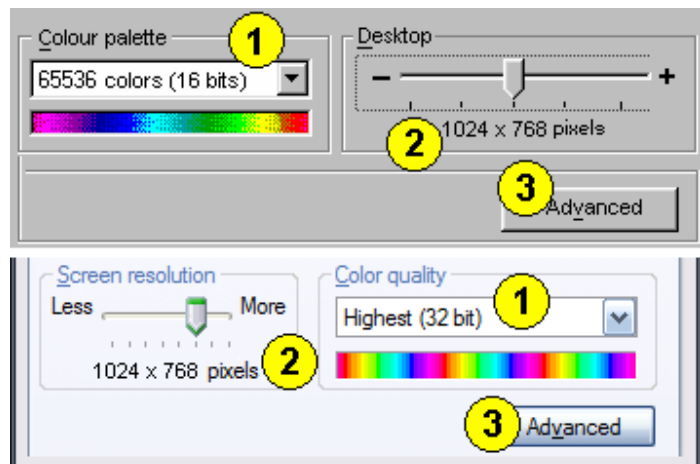 Colour palette
1
65536 colors (16 bits)
Desktop
− +
2
1024 x 768 pixels
3
Advanced
Screen resolution
Less More
1024 x 768 pixels
2
Color quality
1
Highest (32 bit)
3
Advanced